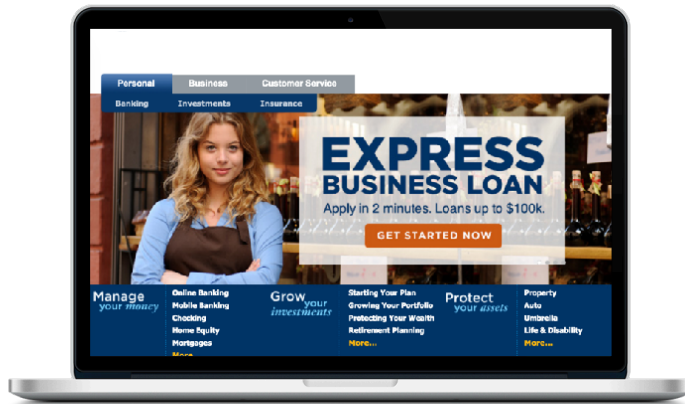 Personal Business Customer Service
Banking Investments Insurance
EXPRESS
BUSINESS LOAN
Apply in 2 minutes. Loans up to $100k.
GET STARTED NOW
Manage
your money
Online Banking
Mobile Banking
Checking
Home Equity
Mortgages
More...
Grow
your
investments
Starting Your Plan
Growing Your Portfolio
Protecting Your Wealth
Retirement Planning
More...
Protect
your assets
Property
Auto
Umbrella
Life & Disability
More...